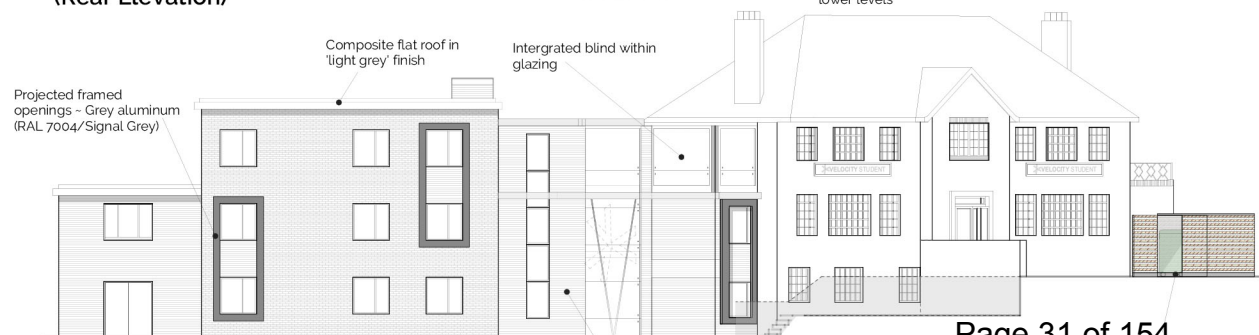 (Rear Elevation)
lower levels
Composite flat roof in
'light grey' finish
Intergrated blind within
glazing
Projected framed
openings ~ Grey aluminum
(RAL 7004/Signal Grey)
VELOCITY STUDENT
VELOCITY STUDENT
Page 31 of 154